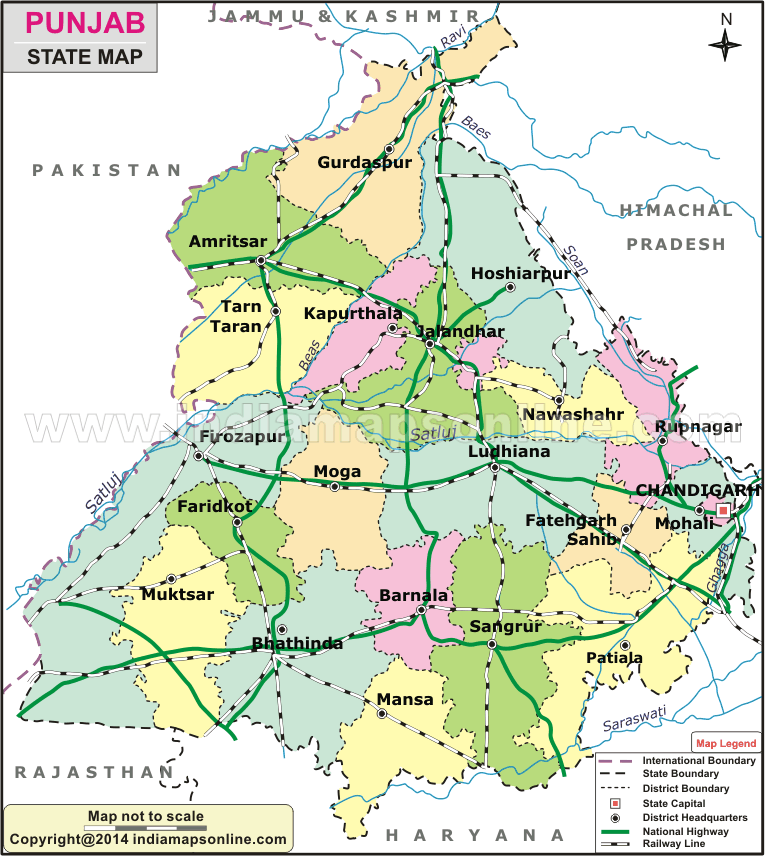 PUNJAB
STATE MAP
JAMMU & KASHMIR
N
Ravi
Baes
PAKISTAN
Gurdaspur
HIMACHAL
PRADESH
Amritsar
Soan
Hoshiarpur
Tarn
Taran
Kapurthala
Jalandhar
Beas
Nawashahr
www.indiamapsonline.com
Rupnagar
Firozapur
Satluj
Ludhiana
Moga
Satluj
CHANDIGARH
Faridkot
Mohali
Fatehgarh
Sahib
Ghagga
Muktsar
Barnala
Sangrur
Bhathinda
Patiala
Mansa
Saraswati
RAJASTHAN
HARYANA
Map Legend
International Boundary
State Boundary
District Boundary
State Capital
District Headquarters
National Highway
Railway Line
Map not to scale
Copyright@2014 indiamapsonline.com